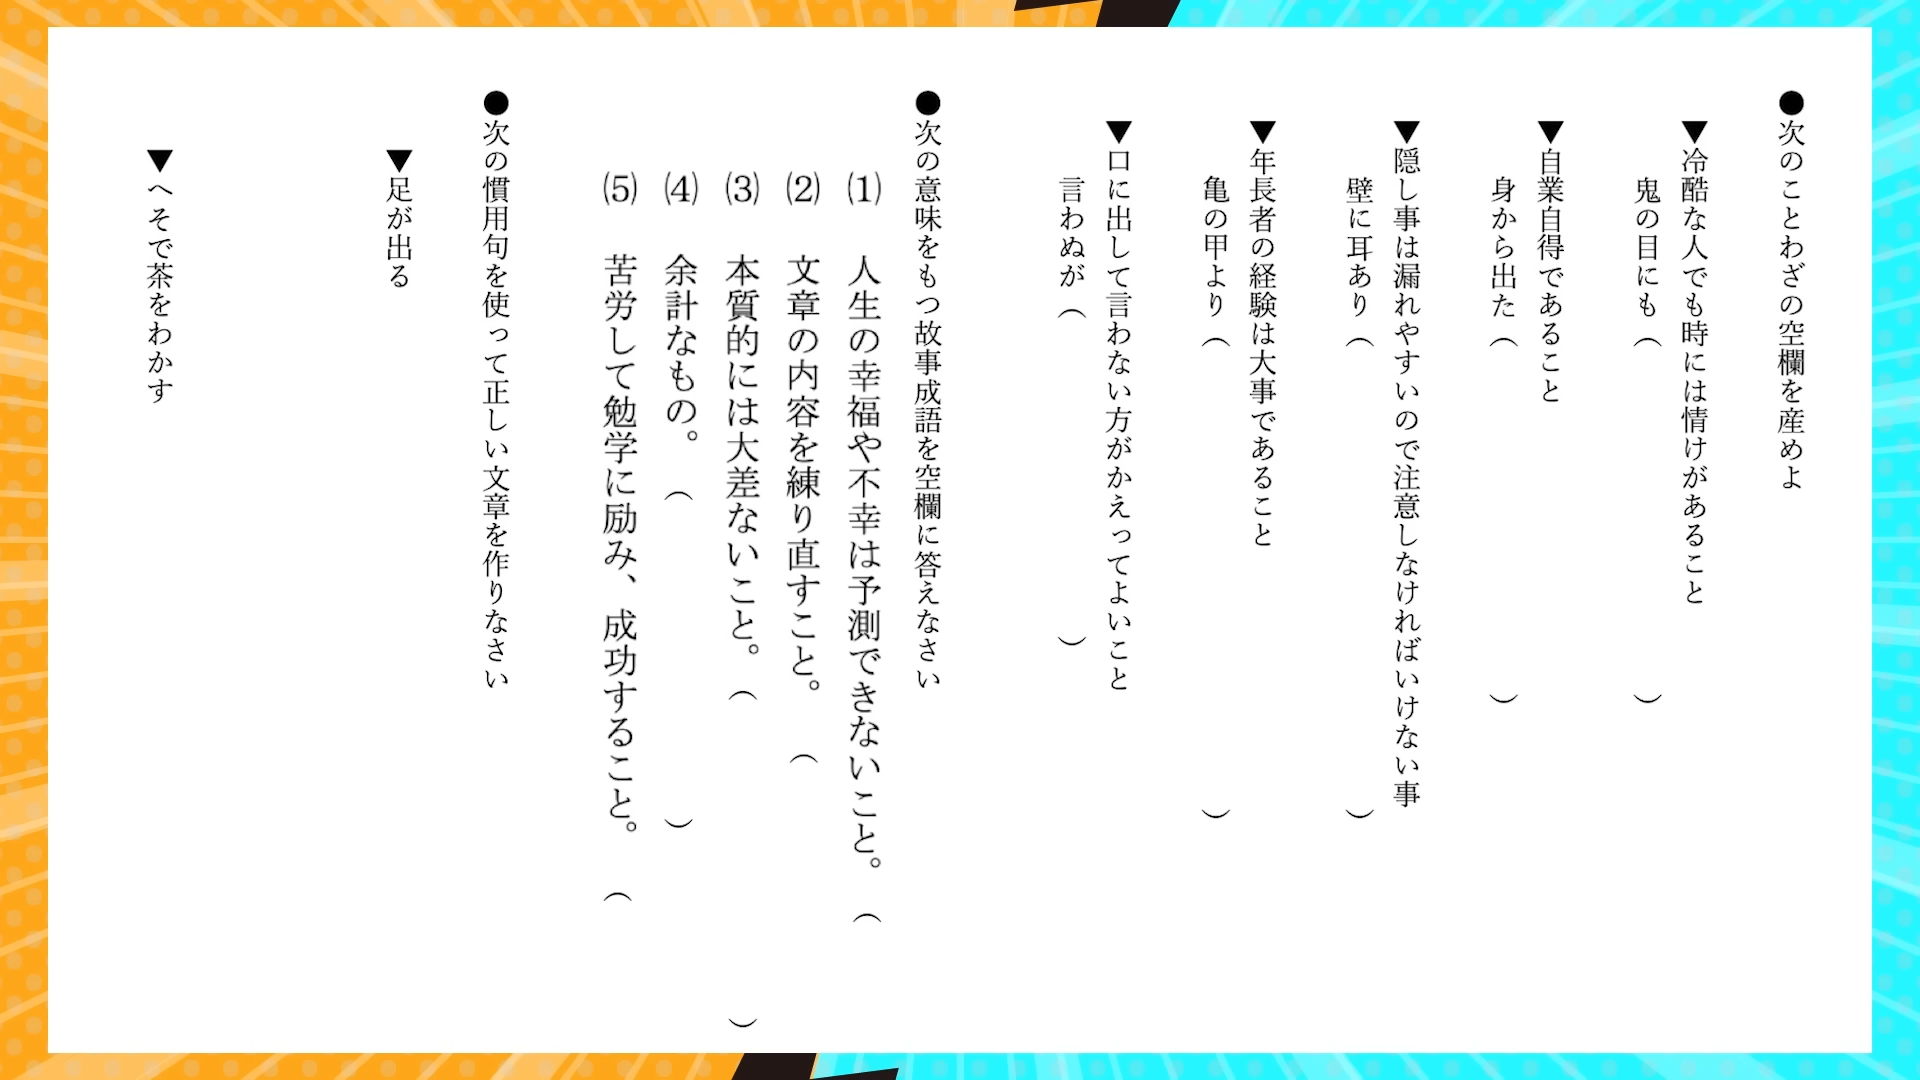 ●次のことわざの空欄を産めよ
▼冷酷な人でも時には情けがあること
鬼の目にも（　　　）
▼自業自得であること
身から出た（　　　）
▼隠し事は漏れやすいので注意しなければいけない事
壁に耳あり（　　　）
▼年長者の経験は大事であること
亀の甲より（　　　）
▼口に出して言わない方がかえってよいこと
言わぬが（　　　）
●次の意味をもつ故事成語を空欄に答えなさい
⑴　人生の幸福や不幸は予測できないこと。（
⑵　文章の内容を練り直すこと。（
⑶　本質的には大差ないこと。（　　　）
⑷　余計なもの。（　　　）
⑸　苦労して勉学に励み、成功すること。（
●次の慣用句を使って正しい文章を作りなさい
▼足が出る
▼へそで茶をわかす